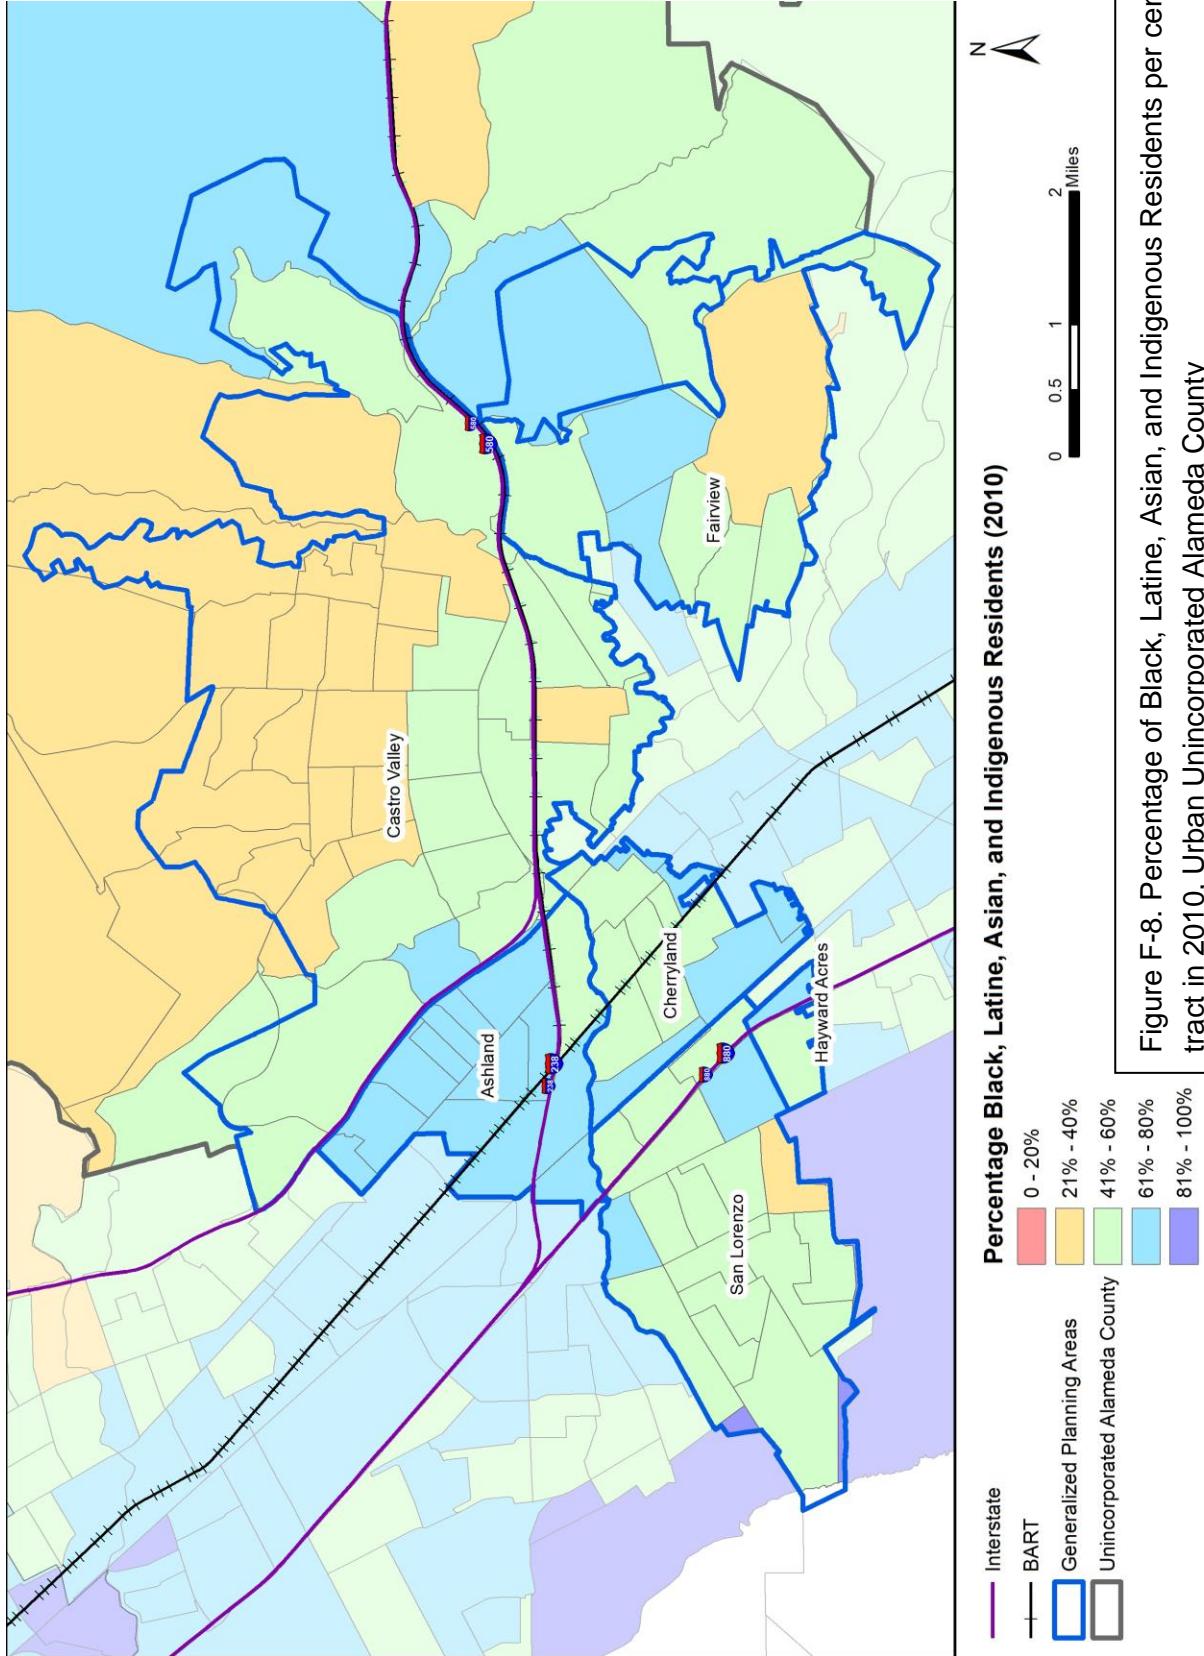 Castro Valley
Ashland
Fairview
Cherryland
Hayward Acres
San Lorenzo
580
580
238
238
880
880
N
Interstate
BART
Generalized Planning Areas
Unincorporated Alameda County
Percentage Black, Latine, Asian, and Indigenous Residents (2010)
0 - 20%
21% - 40%
41% - 60%
61% - 80%
81% - 100%
0 0.5 1 2
Miles
Figure F-8. Percentage of Black, Latine, Asian, and Indigenous Residents per
tract in 2010, Urban Unincorporated Alameda County